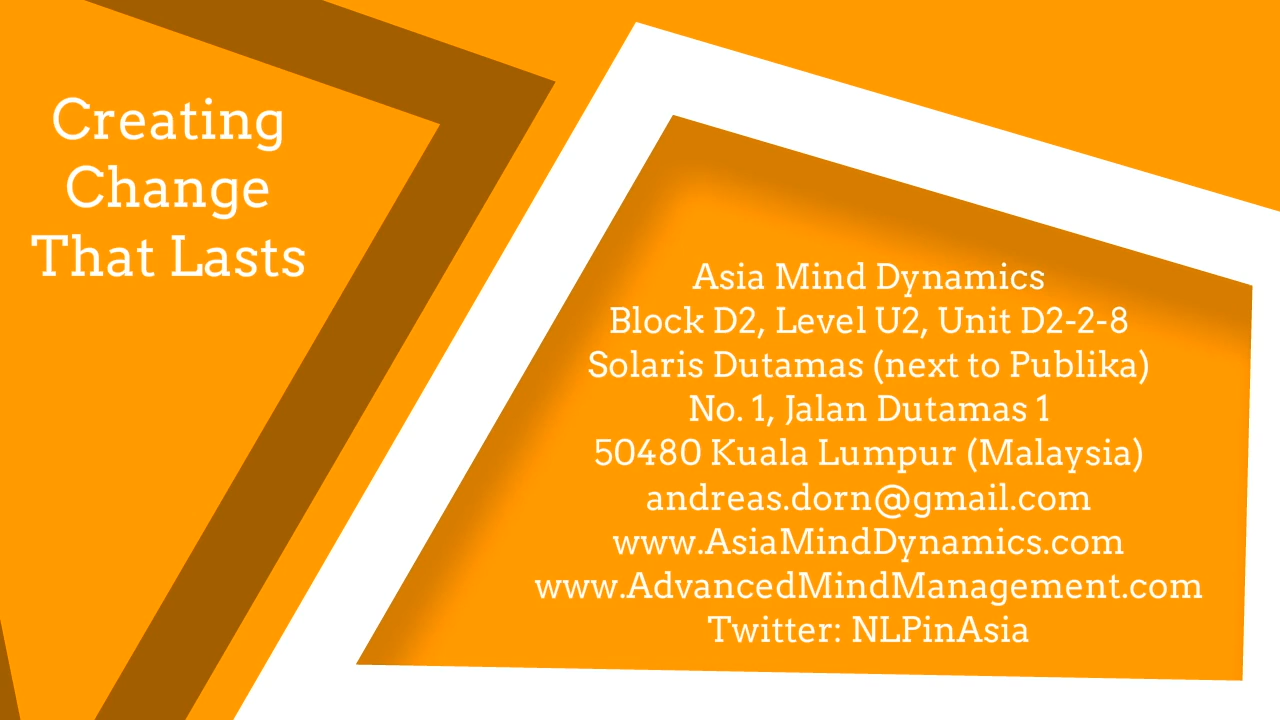 Creating
Change
That Lasts
Asia Mind Dynamics
Block D2, Level U2, Unit D2-2-8
Solaris Dutamas (next to Publika)
No. 1, Jalan Dutamas 1
50480 Kuala Lumpur (Malaysia)
andreas.dorn@gmail.com
www.AsiaMindDynamics.com
www.AdvancedMindManagement.com
Twitter: NLPinAsia